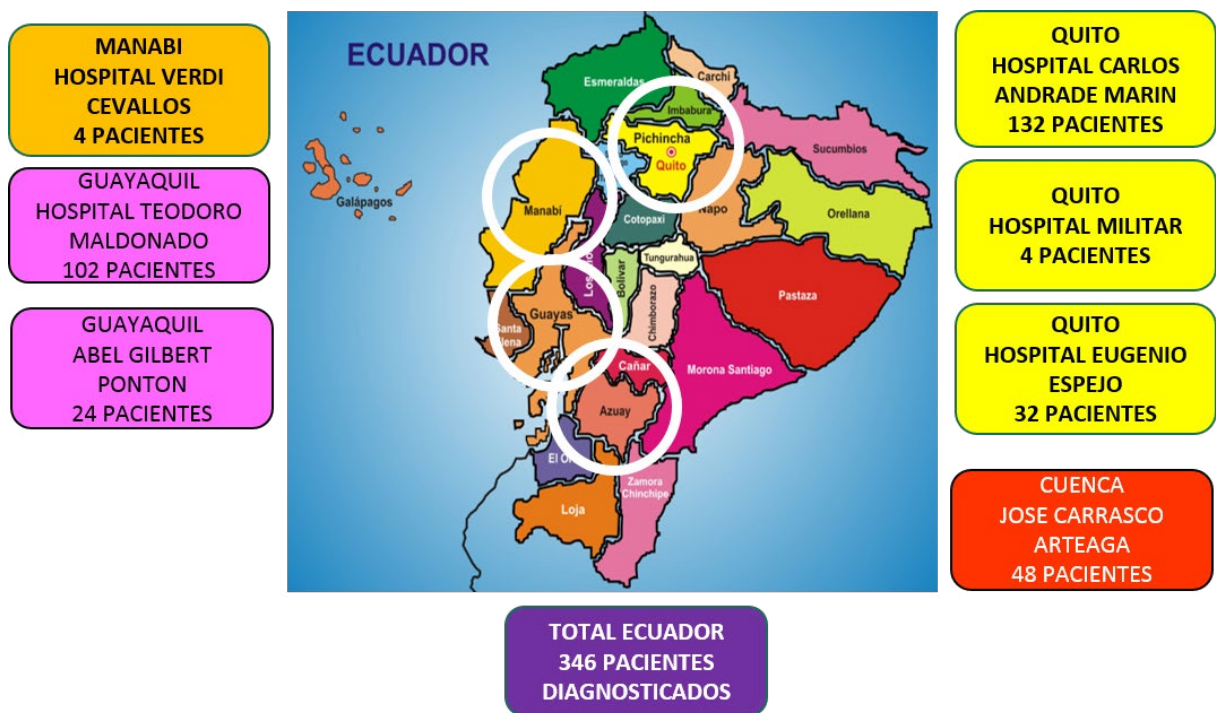 MANABI
HOSPITAL VERDI
CEVALLOS
4 PACIENTES
GUAYAQUIL
HOSPITAL TEODORO
MALDONADO
102 PACIENTES
GUAYAQUIL
ABEL GILBERT
PONTON
24 PACIENTES
ECUADOR
Esmeraldas
Carchi
Imbabura
Pichincha
Quito
Sucumbios
Galápagos
Manabí
Cotopaxi
Napo
Orellana
Tungurahua
Bolivar
Pastaza
Guayas
Chimborazo
Santa
Cañar
Morona Santiago
Azuay
El
Zamora
Chinchipe
Loja
QUITO
HOSPITAL CARLOS
ANDRADE MARIN
132 PACIENTES
QUITO
HOSPITAL MILITAR
4 PACIENTES
QUITO
HOSPITAL EUGENIO
ESPEJO
32 PACIENTES
CUENCA
JOSE CARRASCO
ARTEAGA
48 PACIENTES
TOTAL ECUADOR
346 PACIENTES
DIAGNOSTICADOS